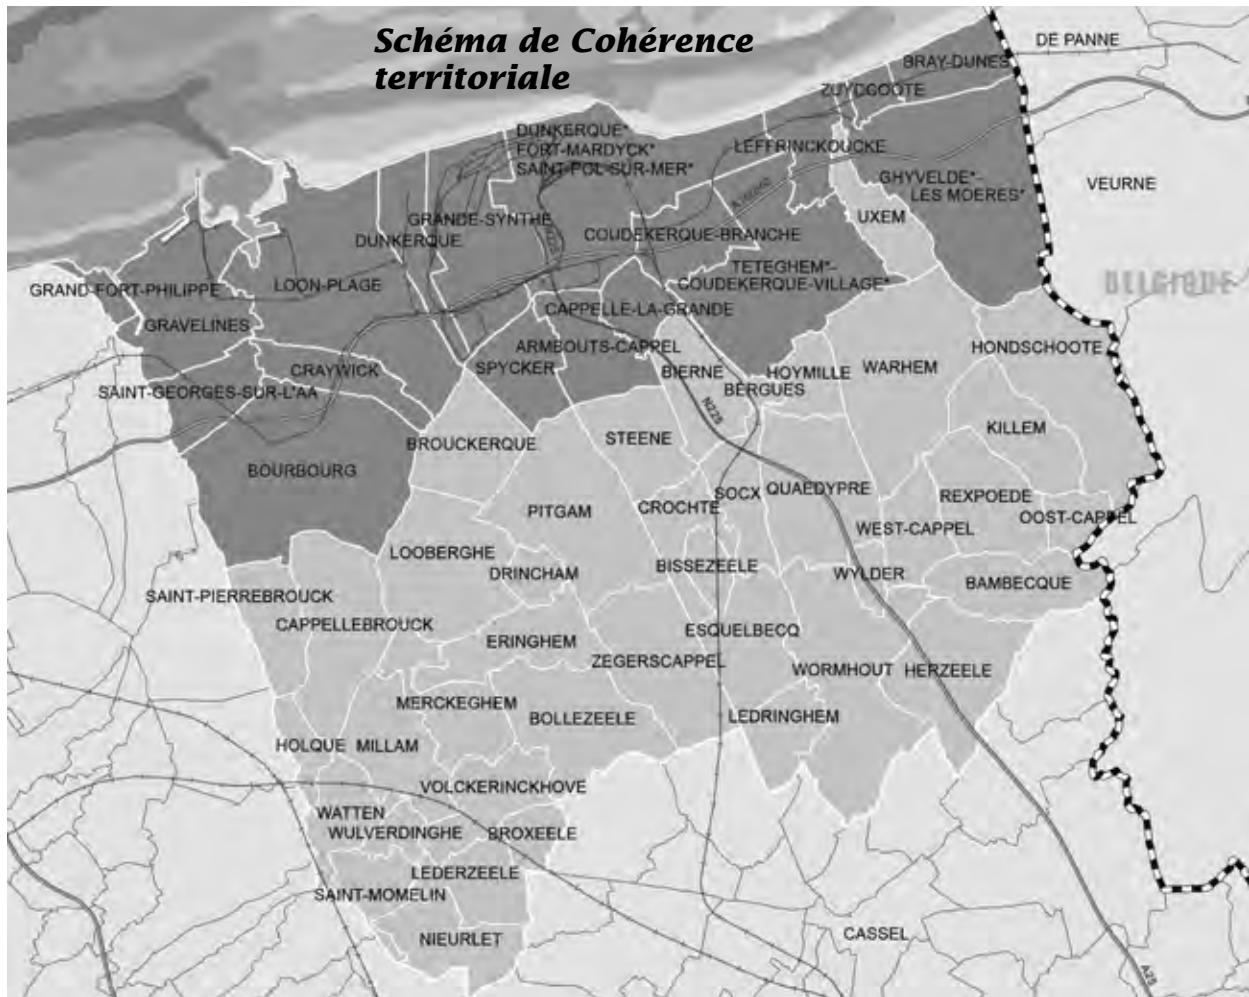 Schéma de Cohérence
territoriale
DE PANNE
BRAY-DUNES
ZUYDCOOTE
DUNKERQUE*
FORT-MARDYCK*
SAINT-POL-SUR-MER*
LEFFRINCKOUCKE
GHYVELDE*-
LES MOERES*
VEURNE
UXEM
GRANDE-SYNTHE
DUNKERQUE
COUDEKERQUE-BRANCHE
N225
TETEGHEM*-
COUDEKERQUE-VILLAGE*
BELGIQUE
GRAND-FORT-PHILIPPE
LOON-PLAGE
GRAVELINES
CAPPELLE-LA-GRANDE
ARMBOUTS-CAPPEL
HONDSCHOOTE
CRAYWICK
SPYCKER
BIERNE
HOYMILLE
WARHEM
BERGUES
SAINT-GEORGES-SUR-L'AA
N225
KILLEM
BROUCKERQUE
STEENE
BOURBOURG
SOCX
QUAEDYPRE
REXPOEDE
PITGAM
CROCHTE
OOST-CAPPEL
WEST-CAPPEL
LOOBERGHE
DRINCHAM
BISSEZEELE
WYLDER
BAMBECQUE
SAINT-PIERREBROUCK
CAPPELLEBROUCK
ESQUELBECQ
ERINGHEM
ZEGERSCAPPEL
WORMHOUT
HERZEELE
MERCKEGHEM
BOLLEZEELE
LEDRINGHEM
HOLQUE
MILLAM
VOLCKERINCKHOVE
WATTEN
WULVERDINGHE
BROXEELE
LEDERZEELE
SAINT-MOMELIN
NIEURLET
CASSEL
A25